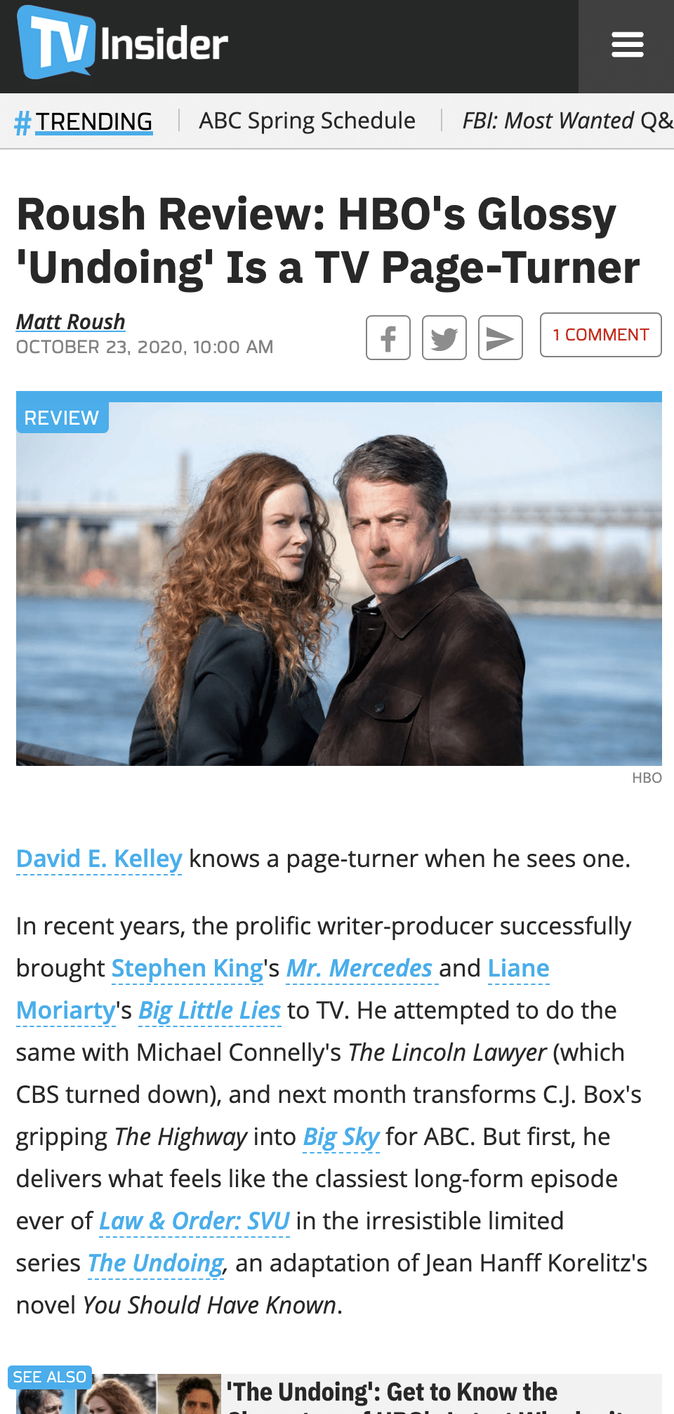 TV Insider
# TRENDING
ABC Spring Schedule
FBI: Most Wanted Q&
Roush Review: HBO's Glossy
'Undoing' Is a TV Page-Turner
Matt Roush
OCTOBER 23, 2020, 10:00 AM
1 COMMENT
REVIEW
HBO
David E. Kelley knows a page-turner when he sees one.
In recent years, the prolific writer-producer successfully
brought Stephen King's Mr. Mercedes and Liane
Moriarty's Big Little Lies to TV. He attempted to do the
same with Michael Connelly's The Lincoln Lawyer (which
CBS turned down), and next month transforms C.J. Box's
gripping The Highway into Big Sky for ABC. But first, he
delivers what feels like the classiest long-form episode
ever of Law & Order: SVU in the irresistible limited
series The Undoing, an adaptation of Jean Hanff Korelitz's
novel You Should Have Known.
SEE ALSO
'The Undoing': Get to Know the